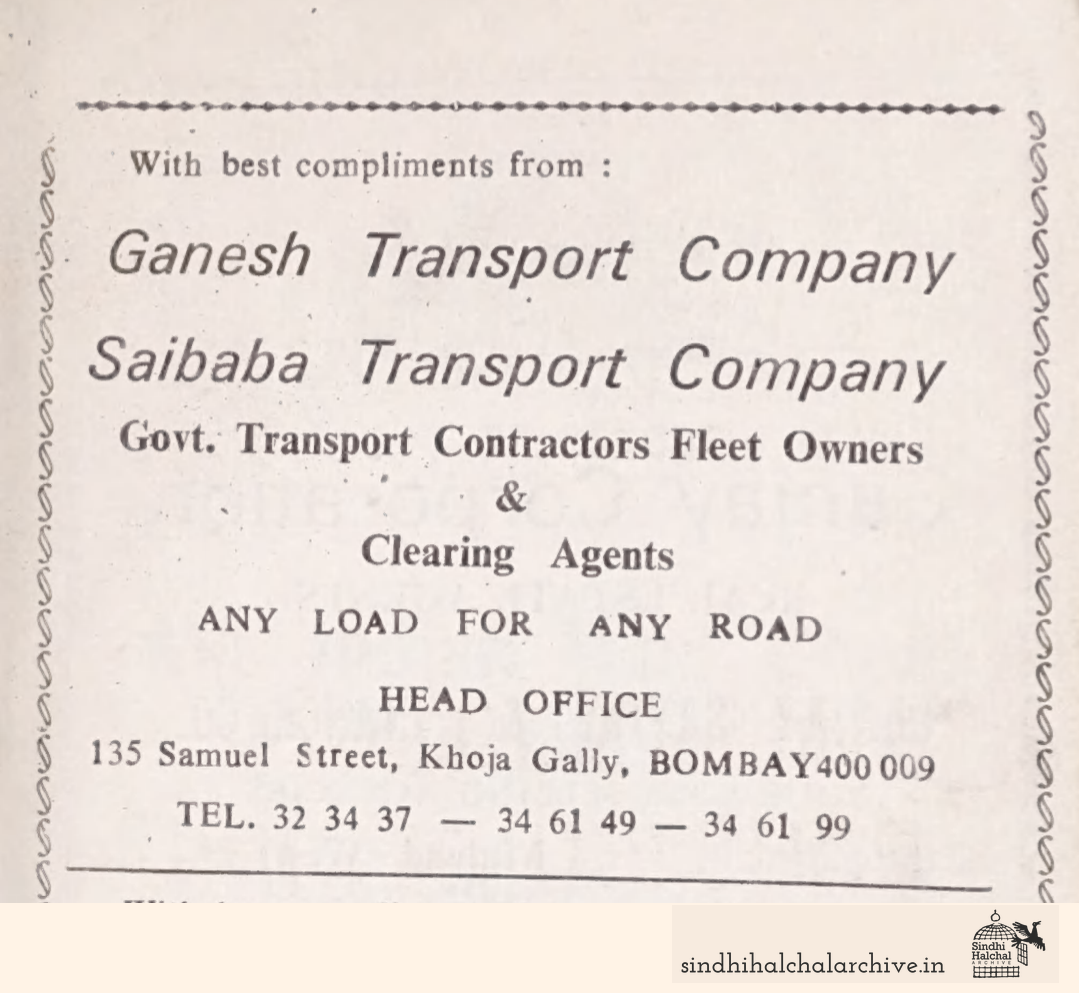 With best compliments from :
Ganesh Transport Company
Saibaba Transport Company
Govt. Transport Contractors Fleet Owners
&
Clearing Agents
ANY LOAD FOR ANY ROAD
HEAD OFFICE
135 Samuel Street, Khoja Gally, BOMBAY400 009
TEL. 32 34 37 — 34 61 49 — 34 61 99
sindhihalchalarchive.in
Sindhi
Halchal
ARCHIVE